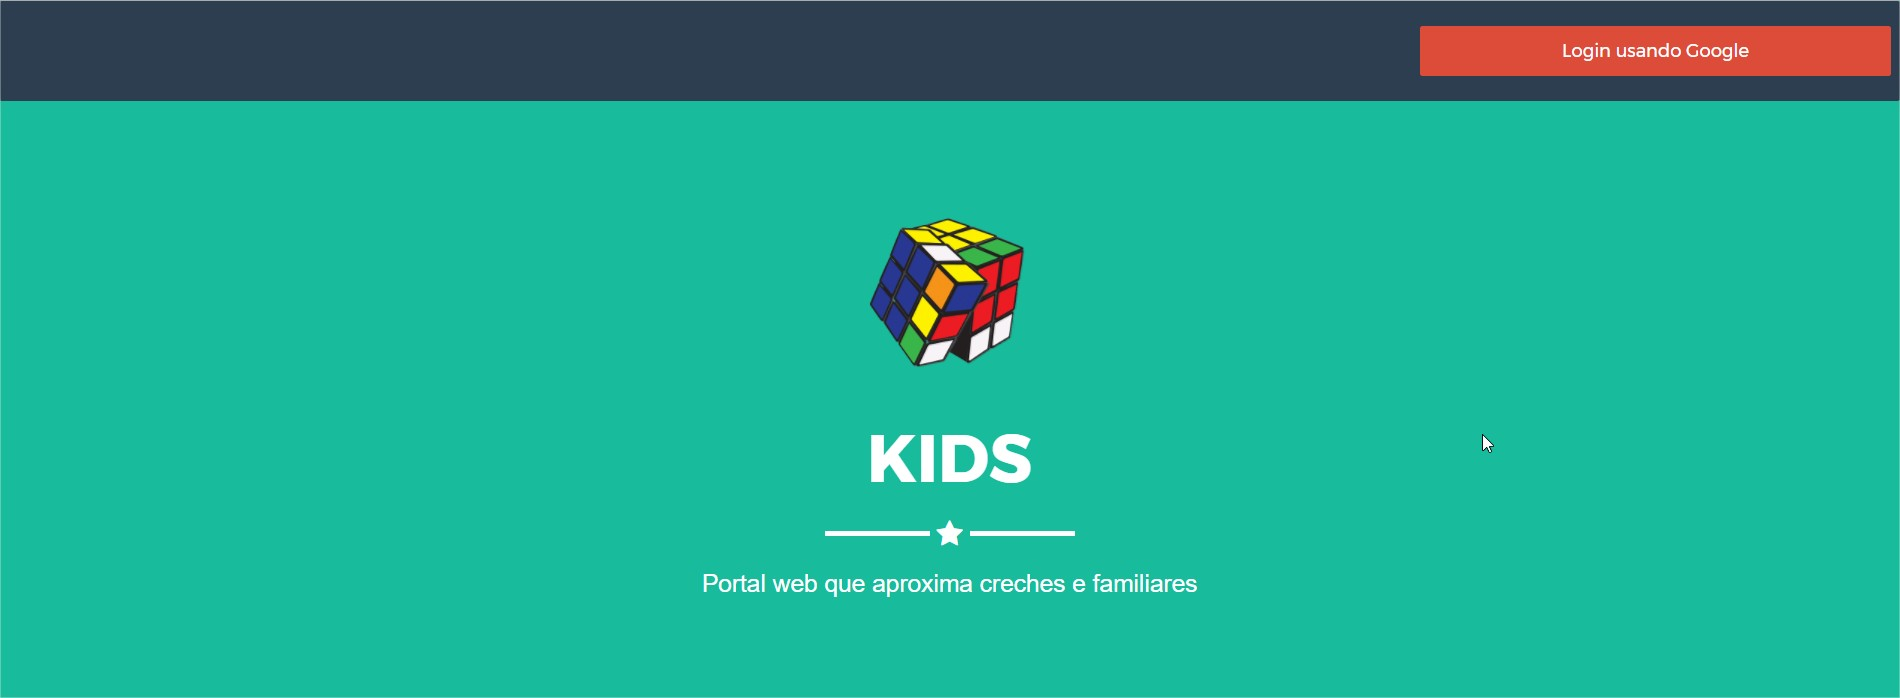 Login usando Google
KIDS
Portal web que aproxima creches e familiares